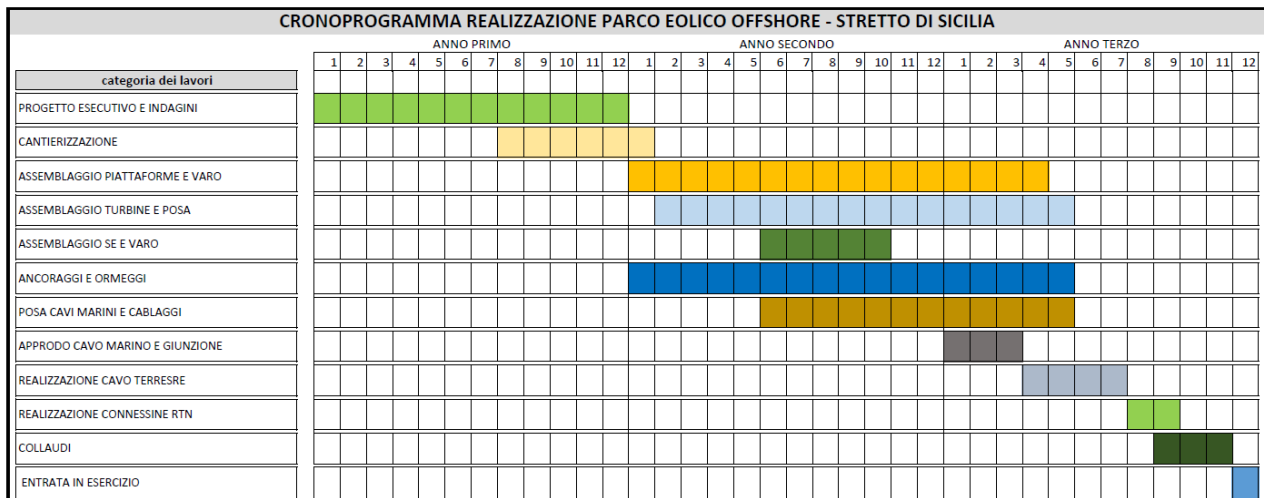 CRONOPROGRAMMA REALIZZAZIONE PARCO EOLICO OFFSHORE - STRETTO DI SICILIA
ANNO PRIMO ANNO SECONDO ANNO TERZO
1 2 3 4 5 6 7 8 9 10 11 12 1 2 3 4 5 6 7 8 9 10 11 12 1 2 3 4 5 6 7 8 9 10 11 12
categoria dei lavori
PROGETTO ESECUTIVO E INDAGINI
CANTIERIZZAZIONE
ASSEMBLAGGIO PIATTAFORME E VARO
ASSEMBLAGGIO TURBINE E POSA
ASSEMBLAGGIO SE E VARO
ANCORAGGI E ORMEGGI
POSA CAVI MARINI E CABLAGGI
APPRODO CAVO MARINO E GIUNZIONE
REALIZZAZIONE CAVO TERRESRE
REALIZZAZIONE CONNESSINE RTN
COLLAUDI
ENTRATA IN ESERCIZIO